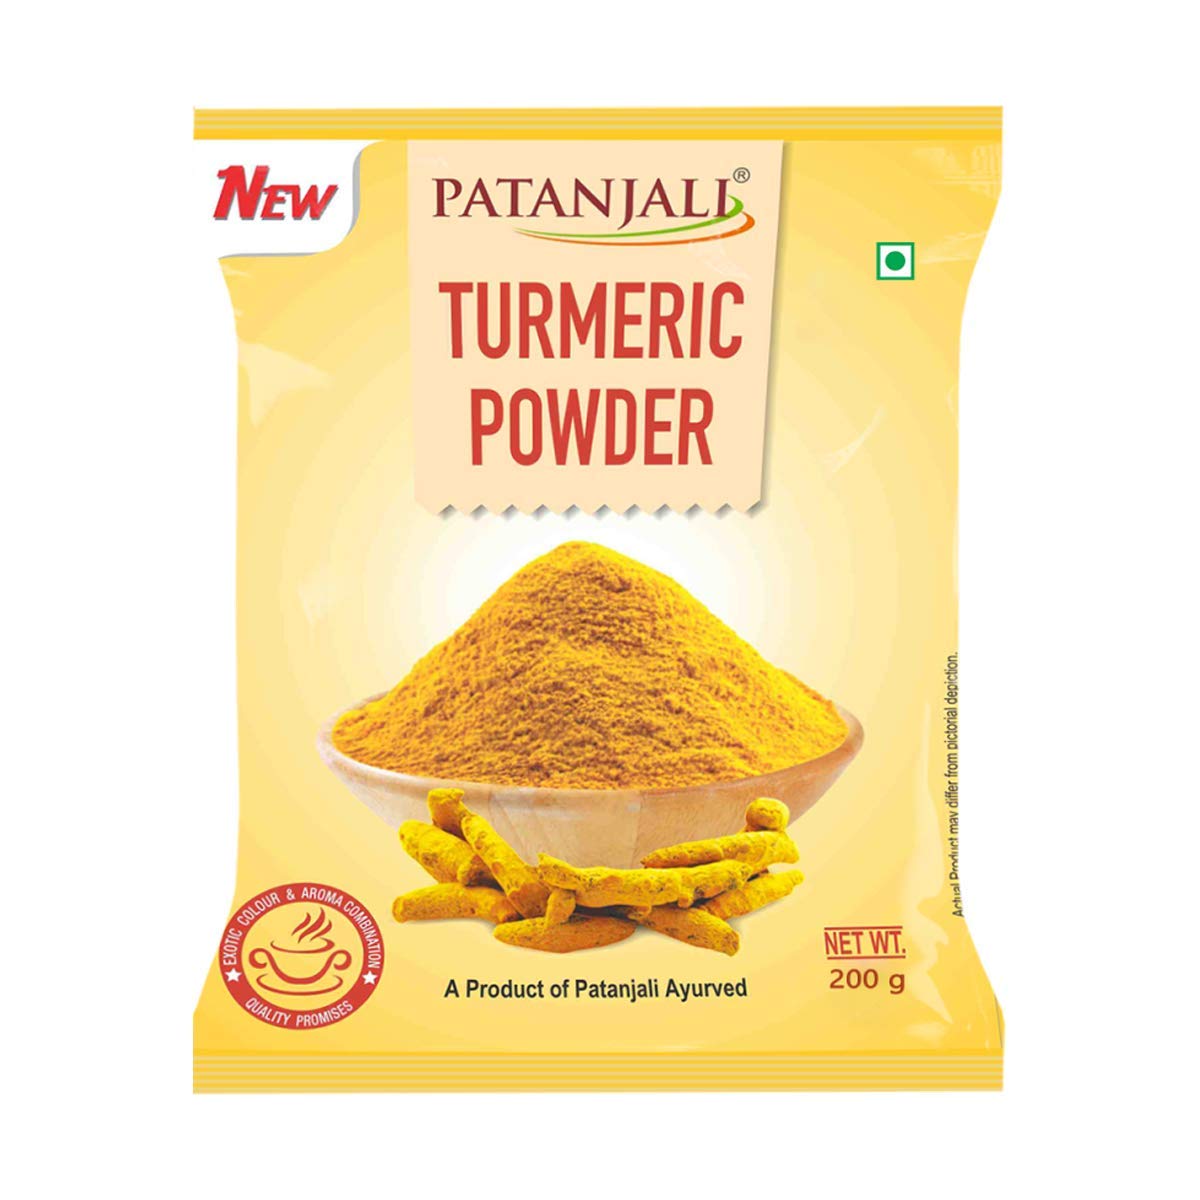 NEW
PATANJALI®
TURMERIC
POWDER
Actual Product may differ from pictorial depiction.
EXOTIC COLOUR & AROMA COMBINATION
QUALITY PROMISES
NET WT.
200 g
A Product of Patanjali Ayurved